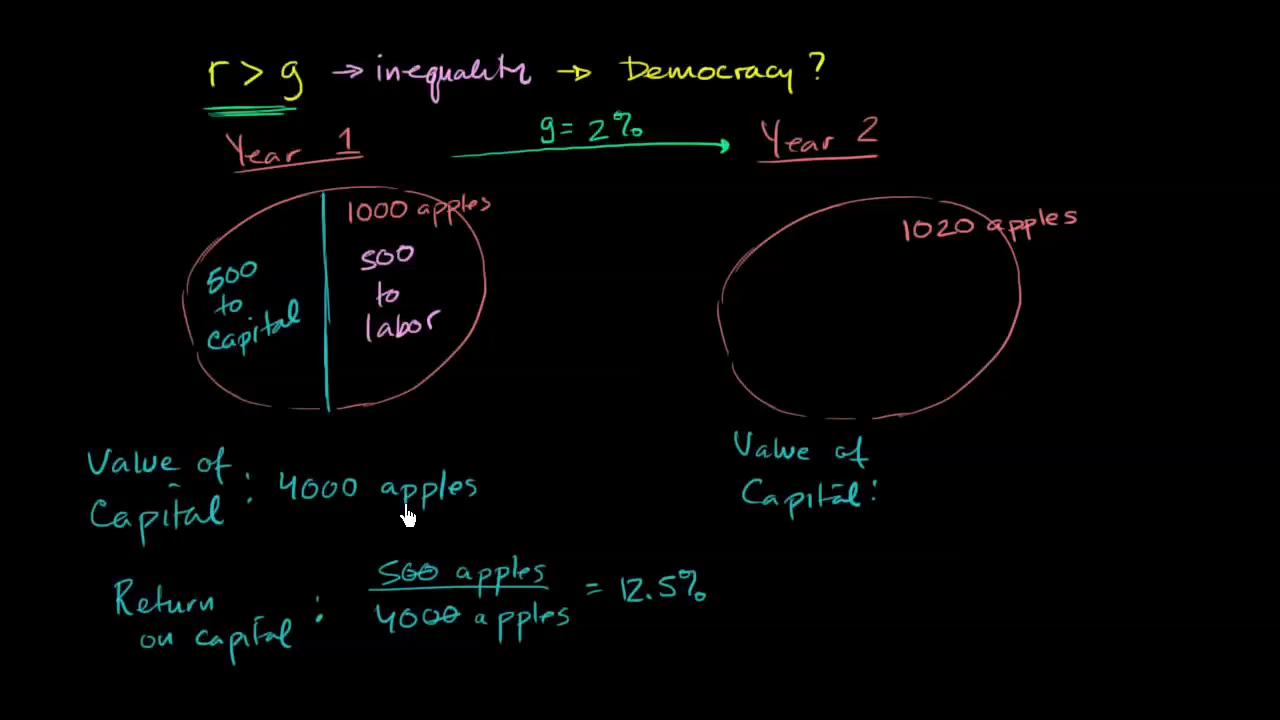 r > g → inequality → Democracy?
Year 1
g = 2%
Year 2
1000 apples
500
to
capital
500
to
labor
1020 apples
Value of
Capital : 4000 apples
Value of
Capital :
Return
on capital : 500 apples
4000 apples
= 12.5%